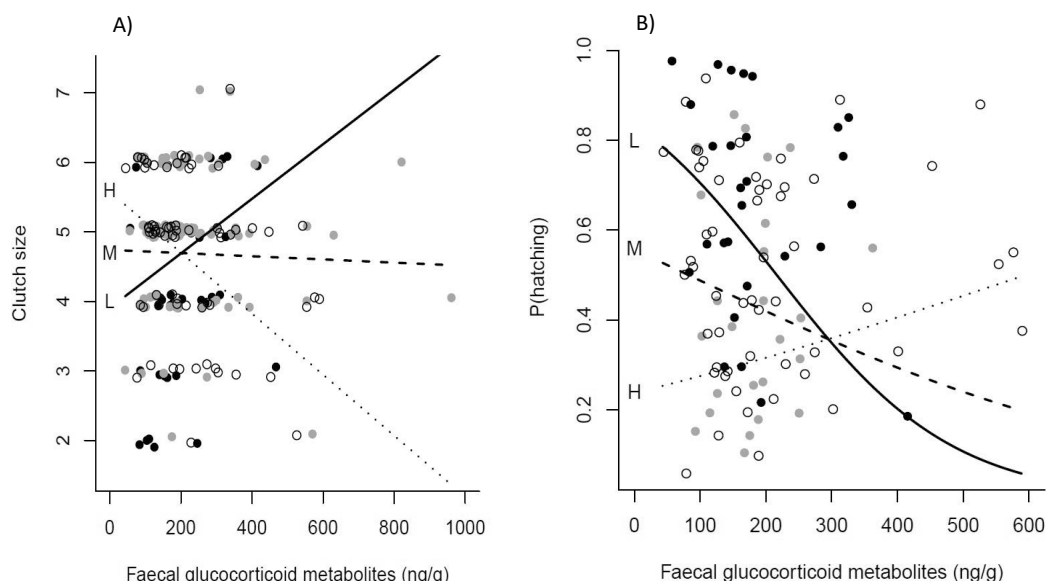 A)
Clutch size
7
6
5
4
3
2
H
M
L
0 200 400 600 800 1000
Faecal glucocorticoid metabolites (ng/g)
B)
P(hatching)
1.0
0.8
0.6
0.4
0.2
L
M
H
0 100 200 300 400 500 600
Faecal glucocorticoid metabolites (ng/g)